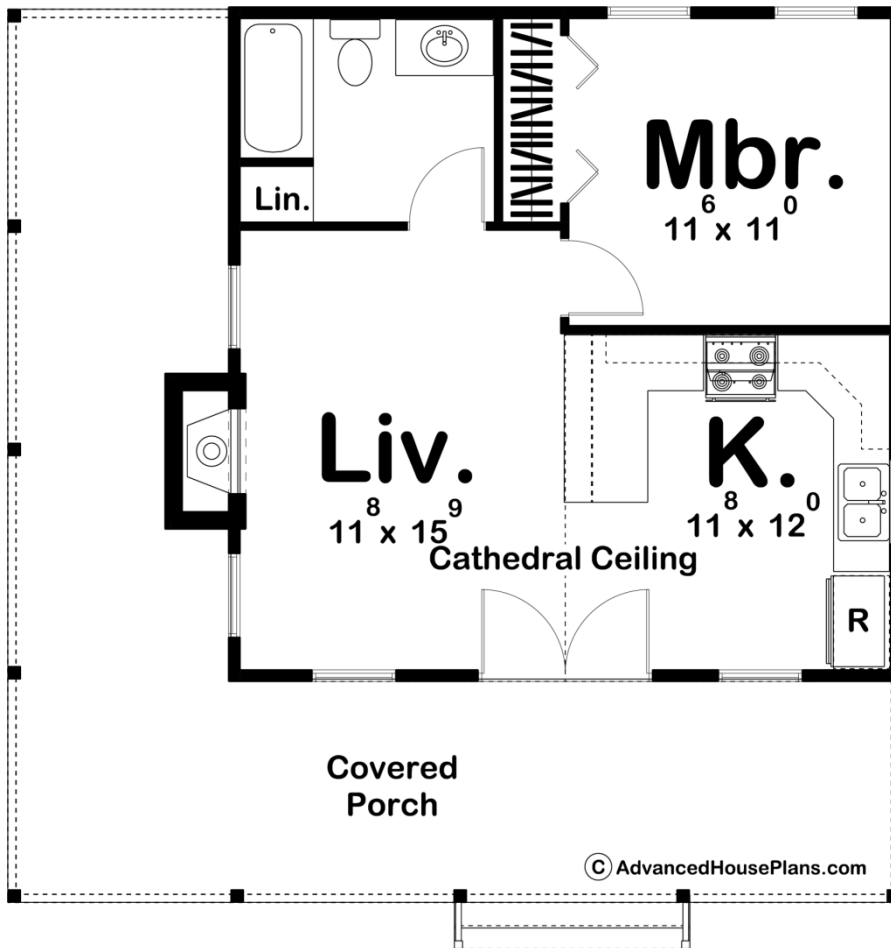 Lin.
Mbr.
11⁶ x 11⁰
Liv.
11⁸ x 15⁹
K.
11⁸ x 12⁰
Cathedral Ceiling
R
Covered
Porch
© AdvancedHousePlans.com